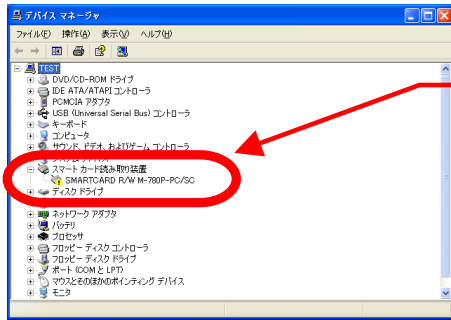 デバイス マネージャ
ファイル(F) 操作(A) 表示(V) ヘルプ(H)
TEST
DVD/CD-ROM ドライブ
IDE ATA/ATAPI コントローラ
PCMCIA アダプタ
USB (Universal Serial Bus) コントローラ
キーボード
コンピュータ
サウンド、ビデオ、およびゲーム コントローラ
システム デバイス
スマート カード読み取り装置
SMARTCARD R/W M-780P-PC/SC
ディスク ドライブ
ネットワーク アダプタ
バッテリ
プロセッサ
フロッピー ディスク コントローラ
フロッピー ディスク ドライブ
ポート (COM と LPT)
マウスとそのほかのポインティング デバイス
モニタ